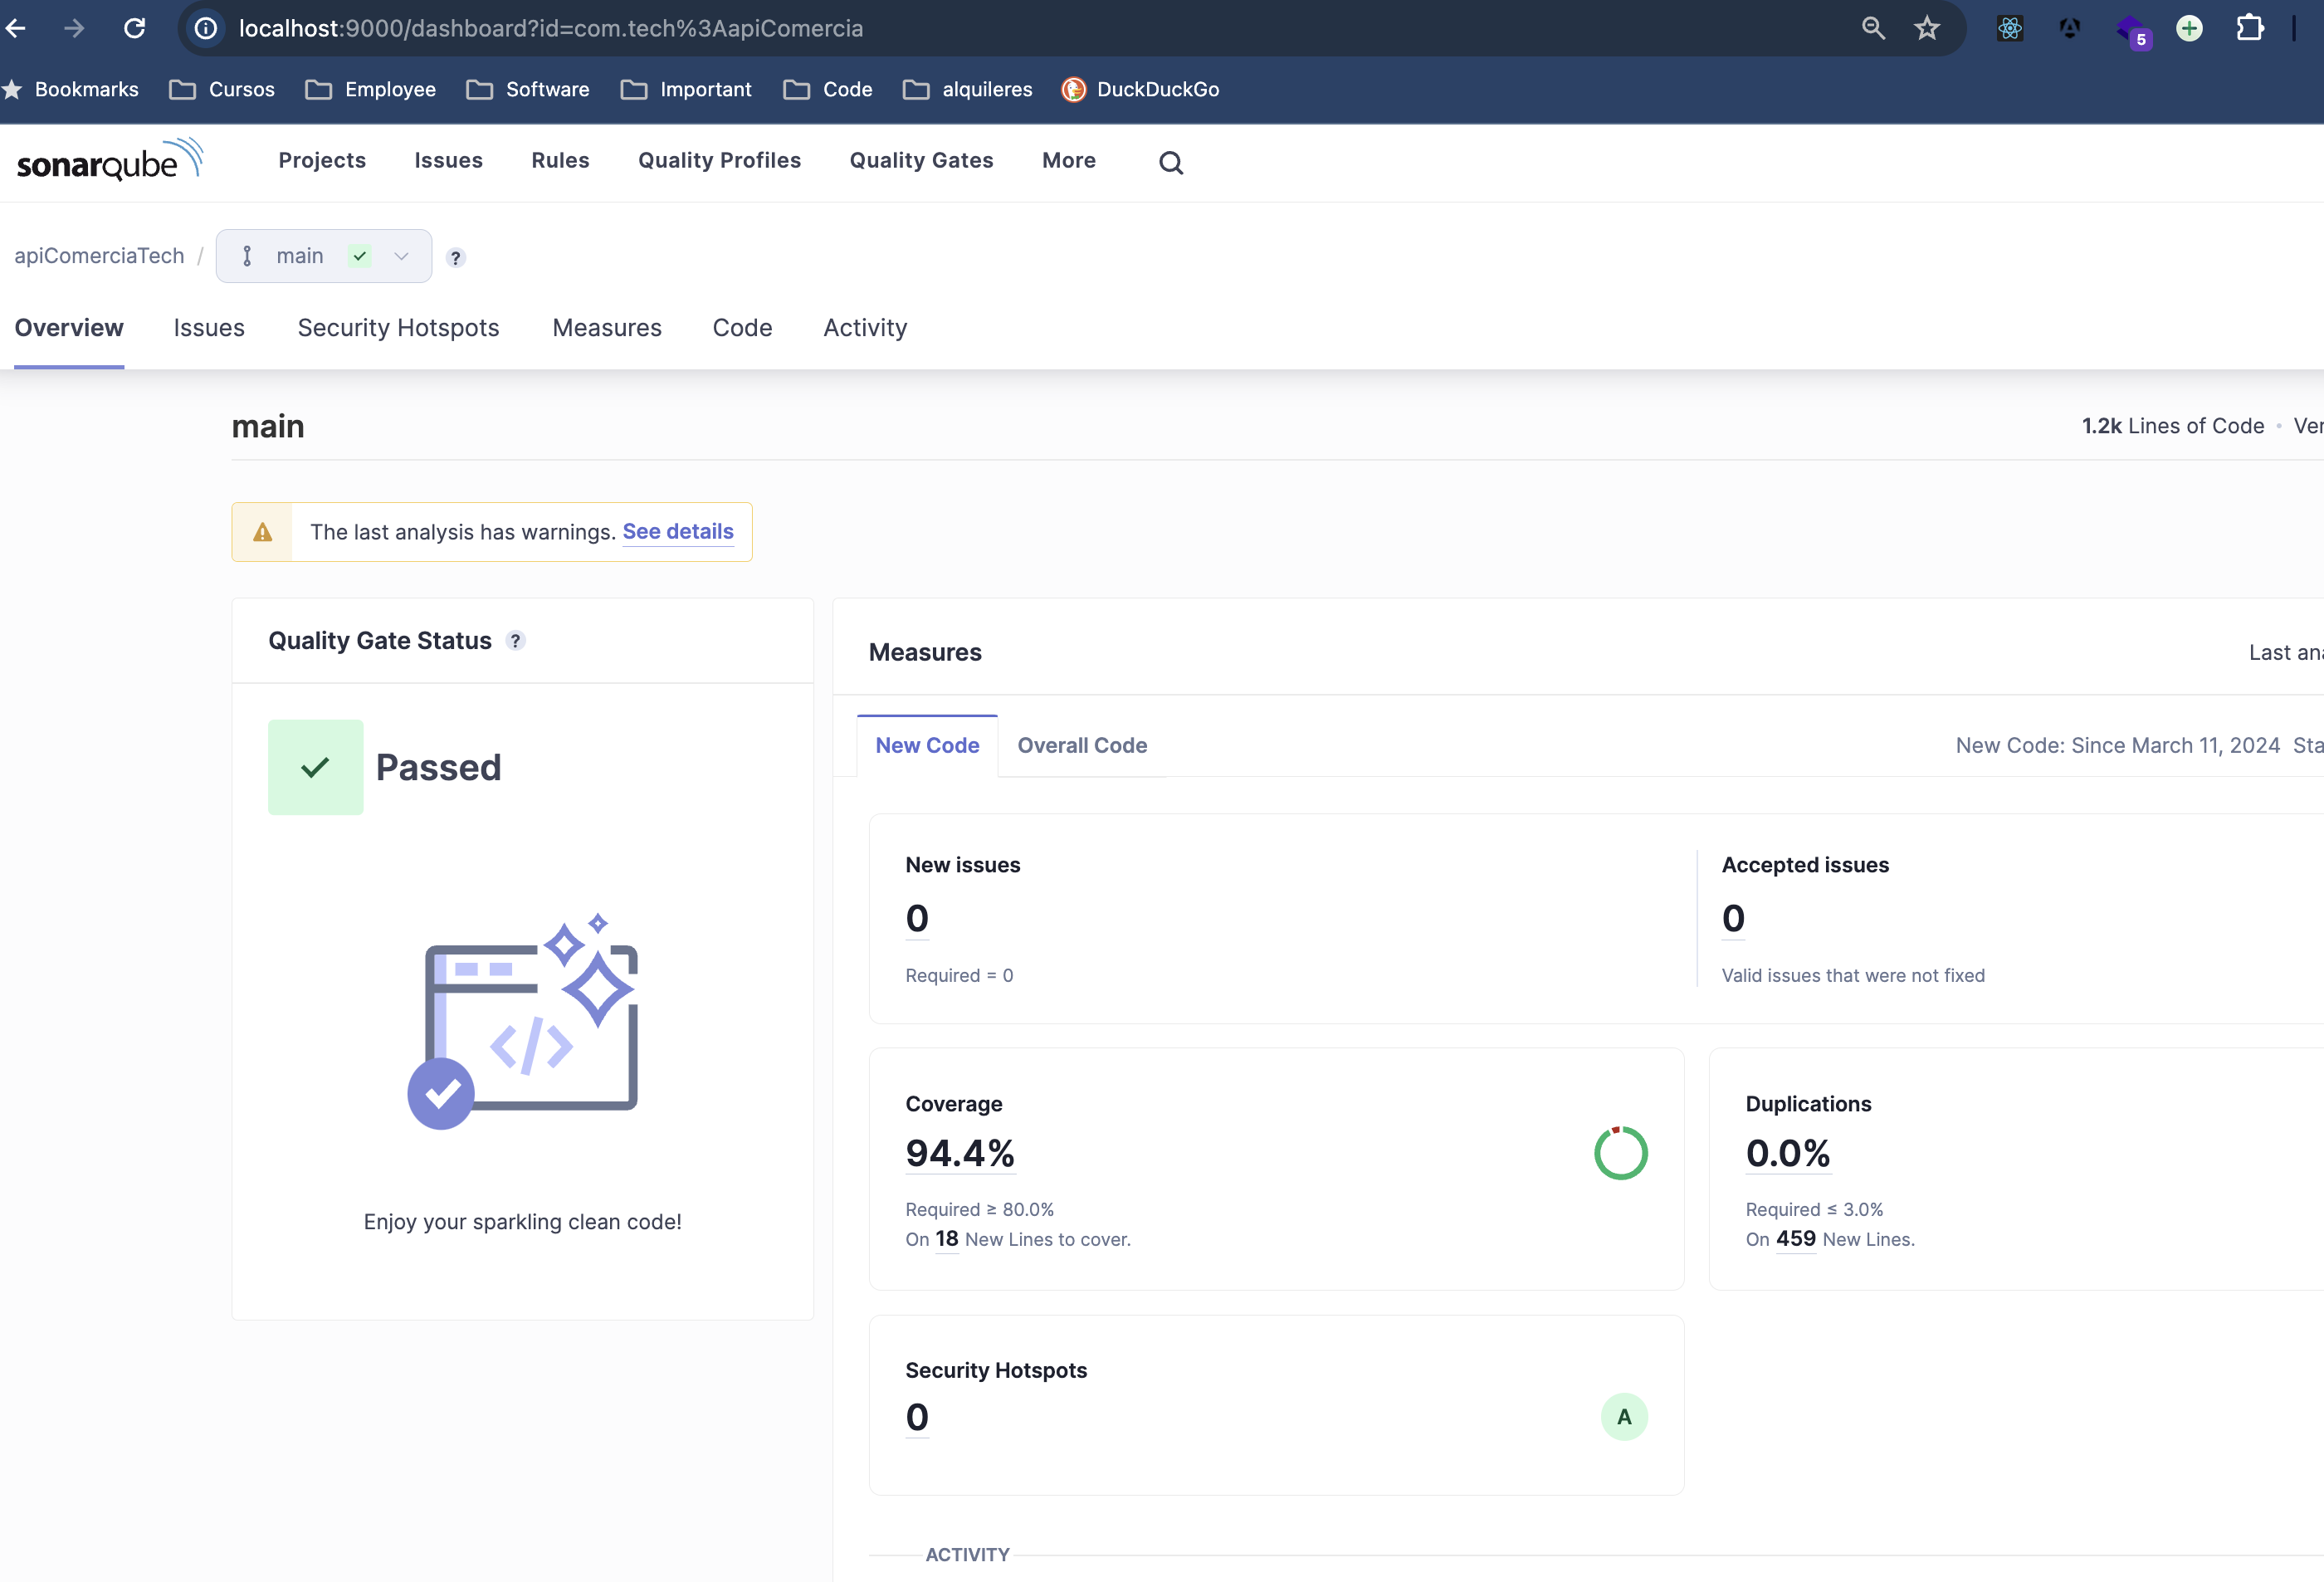 localhost:9000/dashboard?id=com.tech%3AapiComercia
5
Bookmarks Cursos Employee Software Important Code alquileres DuckDuckGo
sonarqube Projects Issues Rules Quality Profiles Quality Gates More
apiComerciaTech / main ?
Overview Issues Security Hotspots Measures Code Activity
main 1.2k Lines of Code • Ver
The last analysis has warnings. See details
Quality Gate Status ?
Passed
Enjoy your sparkling clean code!
Measures Last ana
New Code Overall Code New Code: Since March 11, 2024 Sta
New issues
0
Required = 0
Accepted issues
0
Valid issues that were not fixed
Coverage
94.4%
Required ≥ 80.0%
On 18 New Lines to cover.
Duplications
0.0%
Required ≤ 3.0%
On 459 New Lines.
Security Hotspots
0
A
ACTIVITY